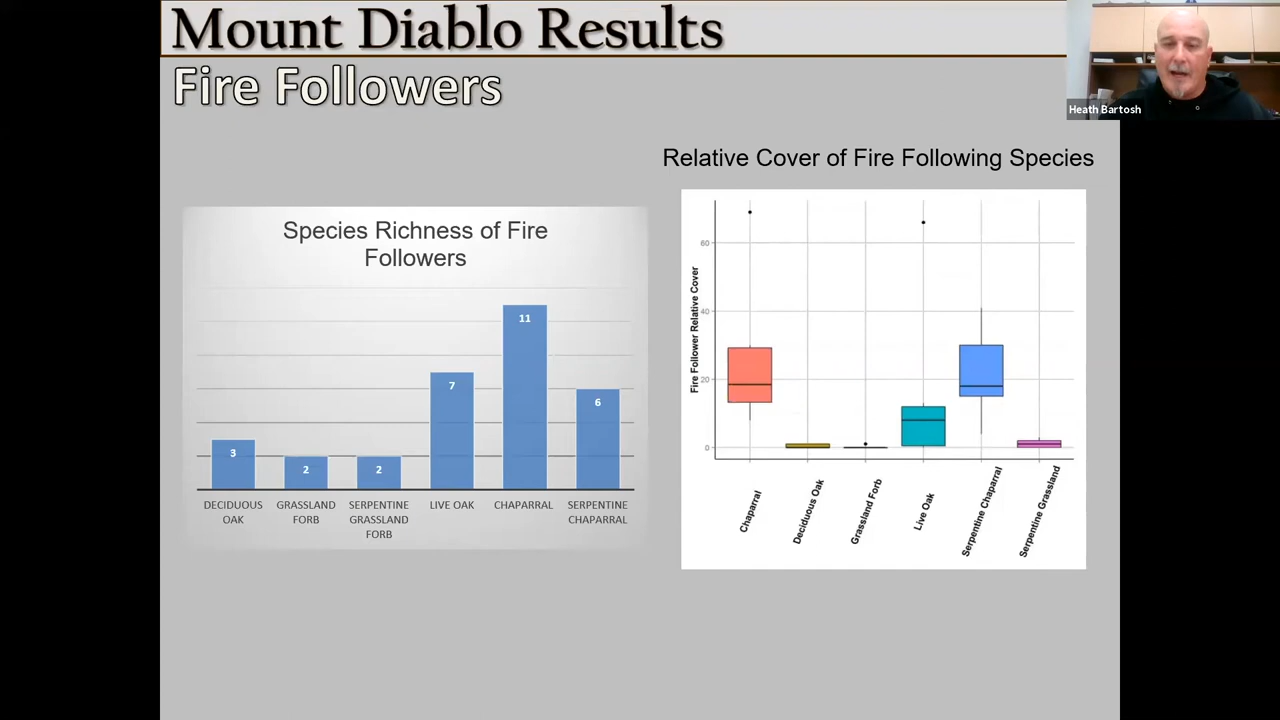 Mount Diablo Results
Fire Followers
Heath Bartosh
Species Richness of Fire
Followers
11
7
6
3
2
2
DECIDUOUS
OAK
GRASSLAND
FORB
SERPENTINE
GRASSLAND
FORB
LIVE OAK
CHAPARRAL
SERPENTINE
CHAPARRAL
Relative Cover of Fire Following Species
Fire Follower Relative Cover
60
40
20
0
Chaparral
Deciduous Oak
Grassland Forb
Live Oak
Serpentine Chaparral
Serpentine Grassland